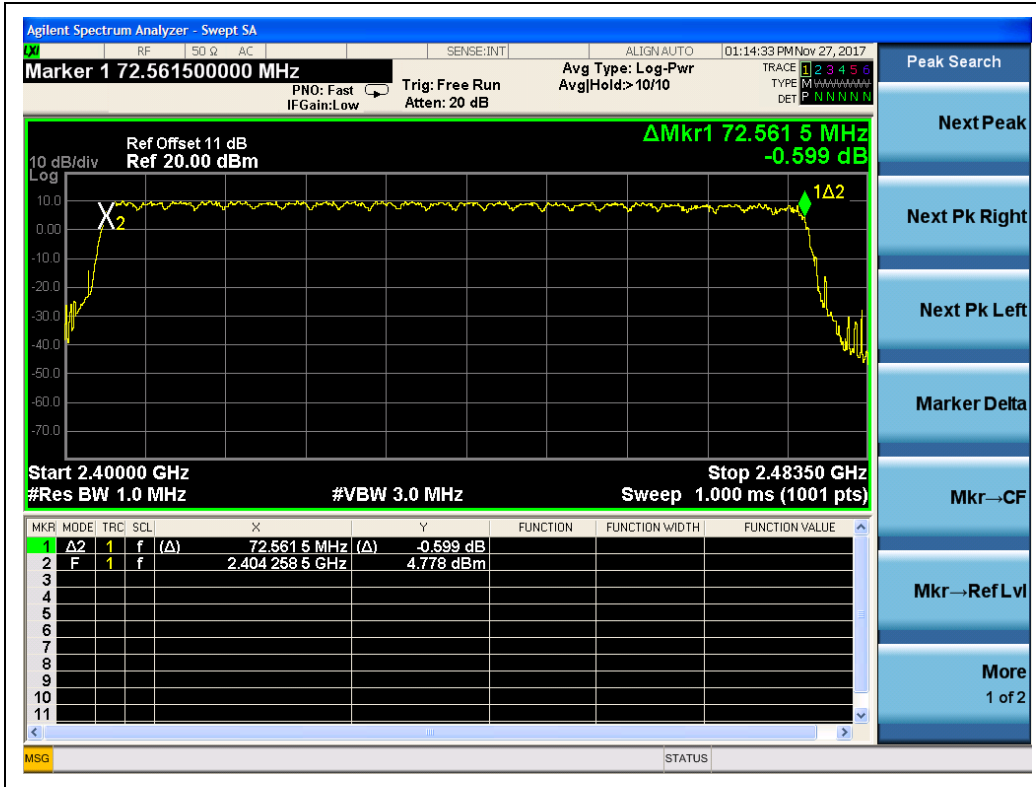 Agilent Spectrum Analyzer - Swept SA
LXI RF 50 Ω AC SENSE:INT ALIGN AUTO 01:14:33 PM Nov 27, 2017
Marker 1 72.561500000 MHz
PNO: Fast
IFGain:Low
Trig: Free Run
Atten: 20 dB
Avg Type: Log-Pwr
Avg|Hold:>10/10
TRACE 1 2 3 4 5 6
TYPE M WWWWW
DET P N N N N N
Peak Search
Next Peak
Next Pk Right
Next Pk Left
Marker Delta
Mkr→CF
Mkr→Ref Lvl
More
1 of 2
ΔMkr1 72.561 5 MHz
-0.599 dB
Ref Offset 11 dB
10 dB/div Ref 20.00 dBm
Log
10.0
0.00
-10.0
-20.0
-30.0
-40.0
-50.0
-60.0
-70.0
X2
1Δ2
Start 2.40000 GHz Stop 2.48350 GHz
#Res BW 1.0 MHz #VBW 3.0 MHz Sweep 1.000 ms (1001 pts)
MKR MODE TRC SCL X Y FUNCTION FUNCTION WIDTH FUNCTION VALUE
1 Δ2 1 f (Δ) 72.561 5 MHz (Δ) -0.599 dB
2 F 1 f 2.404 258 5 GHz 4.778 dBm
3
4
5
6
7
8
9
10
11
MSG STATUS